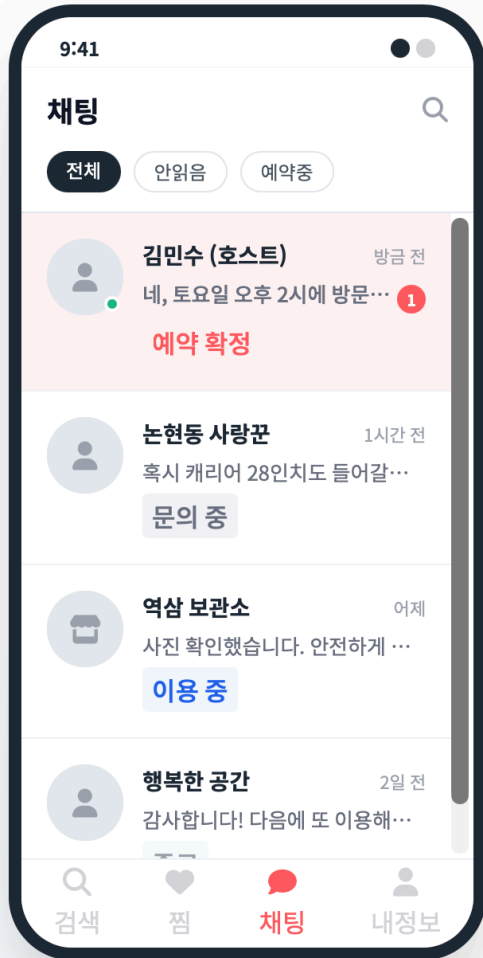 9:41
채팅
전체 안읽음 예약중
김민수 (호스트) 방금 전
네, 토요일 오후 2시에 방문… 1
예약 확정
논현동 사랑꾼 1시간 전
혹시 캐리어 28인치도 들어갈…
문의 중
역삼 보관소 어제
사진 확인했습니다. 안전하게 …
이용 중
행복한 공간 2일 전
감사합니다! 다음에 또 이용해…
검색 찜 채팅 내정보